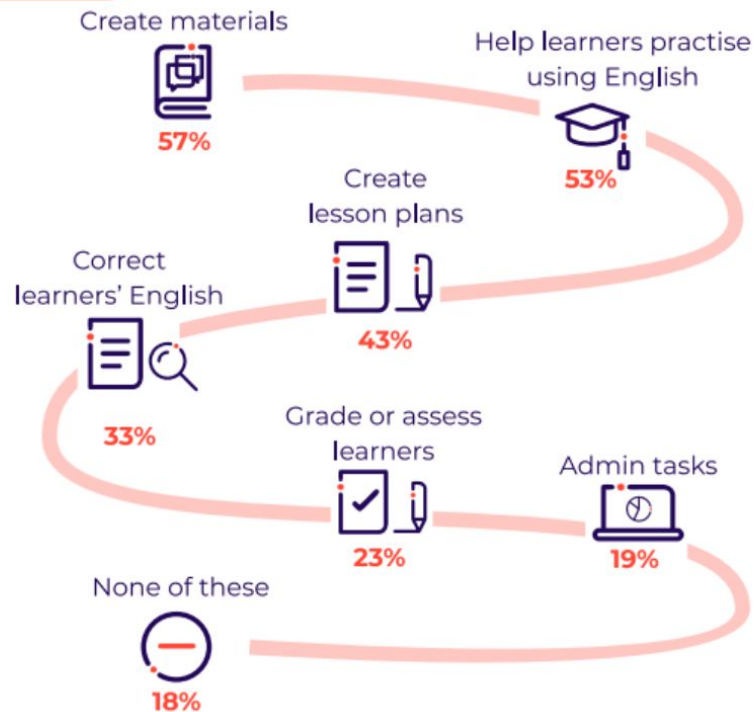 Create materials
57%
Help learners practise
using English
53%
Create
lesson plans
43%
Correct
learners' English
33%
Grade or assess
learners
23%
Admin tasks
19%
None of these
18%